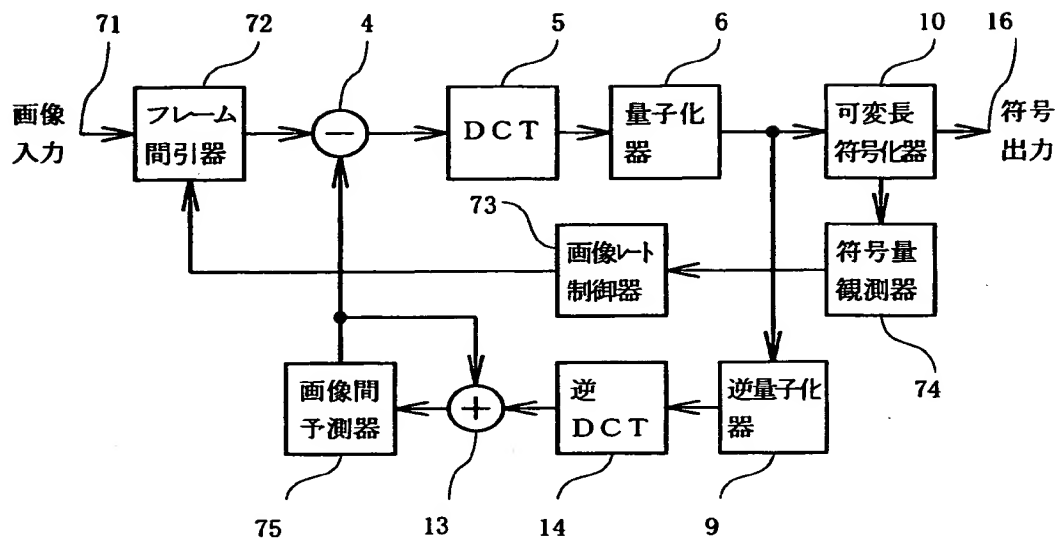 71
72
4
5
6
10
16
画像
入力
フレーム
間引器
−
DCT
量子化
器
可変長
符号化器
符号
出力
73
画像レート
制御器
符号量
観測器
74
画像間
予測器
+
逆
DCT
逆量子化
器
75
13
14
9